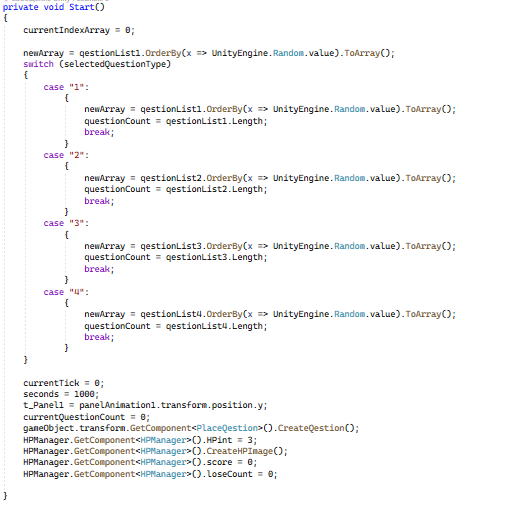 private void Start()
{
currentIndexArray = 0;
newArray = qestionList1.OrderBy(x => UnityEngine.Random.value).ToArray();
switch (selectedQuestionType)
{
case "1":
{
newArray = qestionList1.OrderBy(x => UnityEngine.Random.value).ToArray();
questionCount = qestionList1.Length;
break;
}
case "2":
{
newArray = qestionList2.OrderBy(x => UnityEngine.Random.value).ToArray();
questionCount = qestionList2.Length;
break;
}
case "3":
{
newArray = qestionList3.OrderBy(x => UnityEngine.Random.value).ToArray();
questionCount = qestionList3.Length;
break;
}
case "4":
{
newArray = qestionList4.OrderBy(x => UnityEngine.Random.value).ToArray();
questionCount = qestionList4.Length;
break;
}
}
currentTick = 0;
seconds = 1000;
t_Panel1 = panelAnimation1.transform.position.y;
currentQuestionCount = 0;
gameObject.transform.GetComponent<PlaceQestion>().CreateQestion();
HPManager.GetComponent<HPManager>().HPint = 3;
HPManager.GetComponent<HPManager>().CreateHPImage();
HPManager.GetComponent<HPManager>().score = 0;
HPManager.GetComponent<HPManager>().loseCount = 0;
}